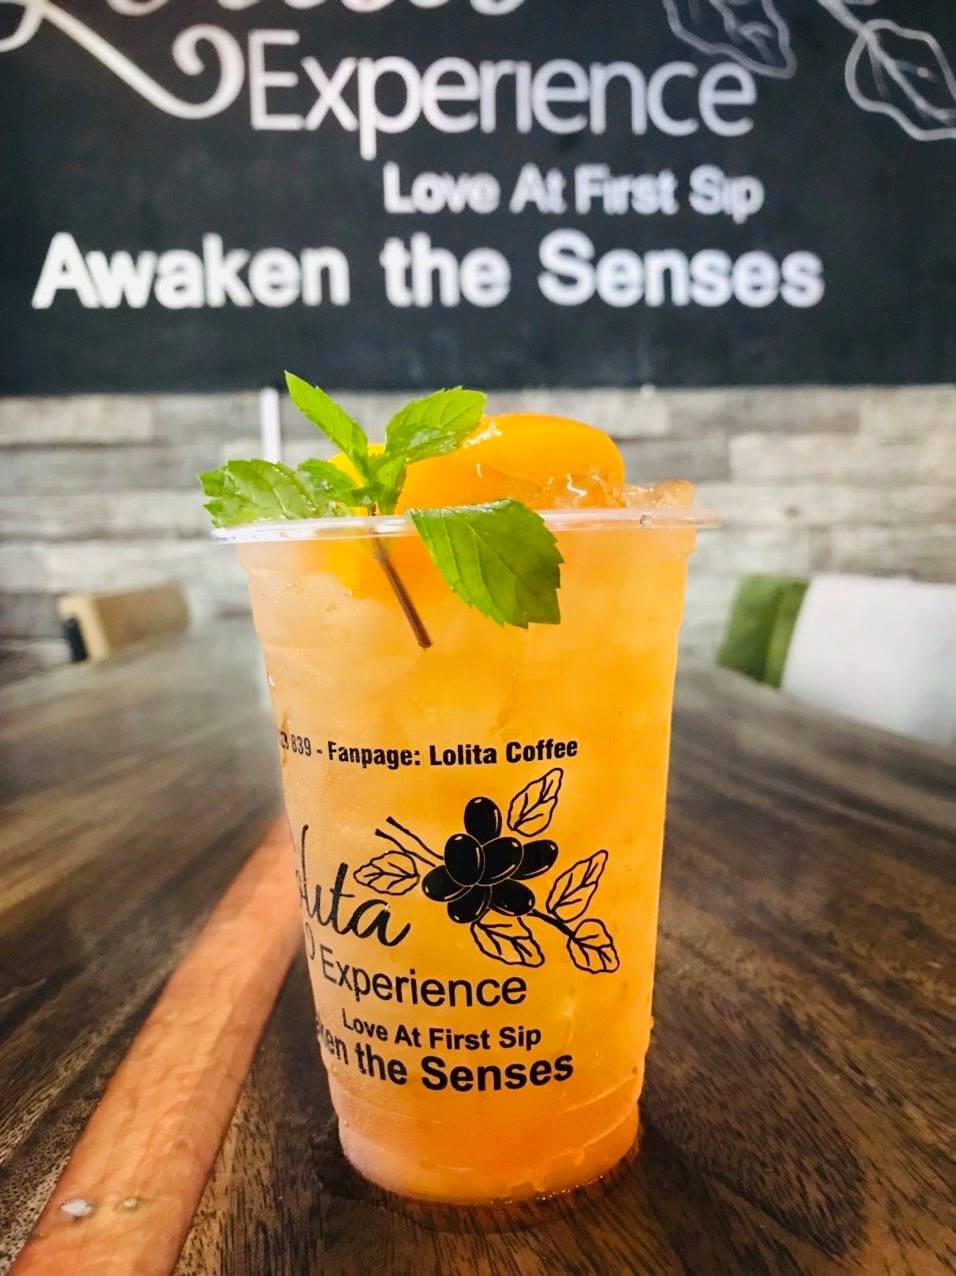 Experience
Love At First Sip
Awaken the Senses
839 - Fanpage: Lolita Coffee
Lolita
Experience
Love At First Sip
the Senses